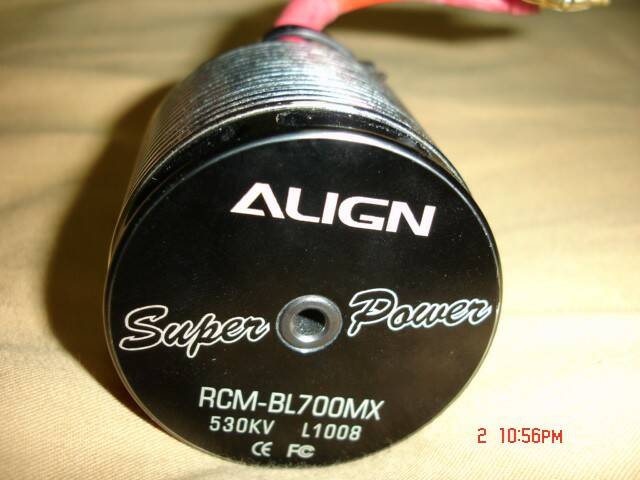 ALIGN
Super Power
RCM-BL700MX
530KV L1008
CE FC
2 10:56PM